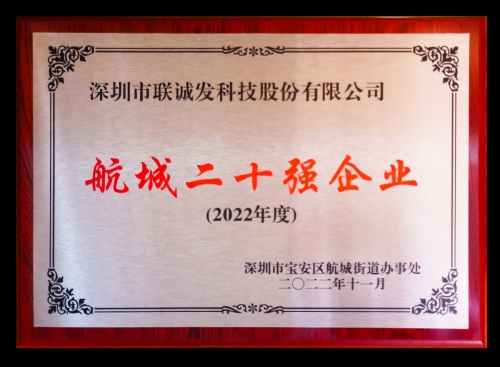 深圳市联诚发科技股份有限公司
航城二十强企业
(2022年度)
深圳市宝安区航城街道办事处
二〇二二年十一月